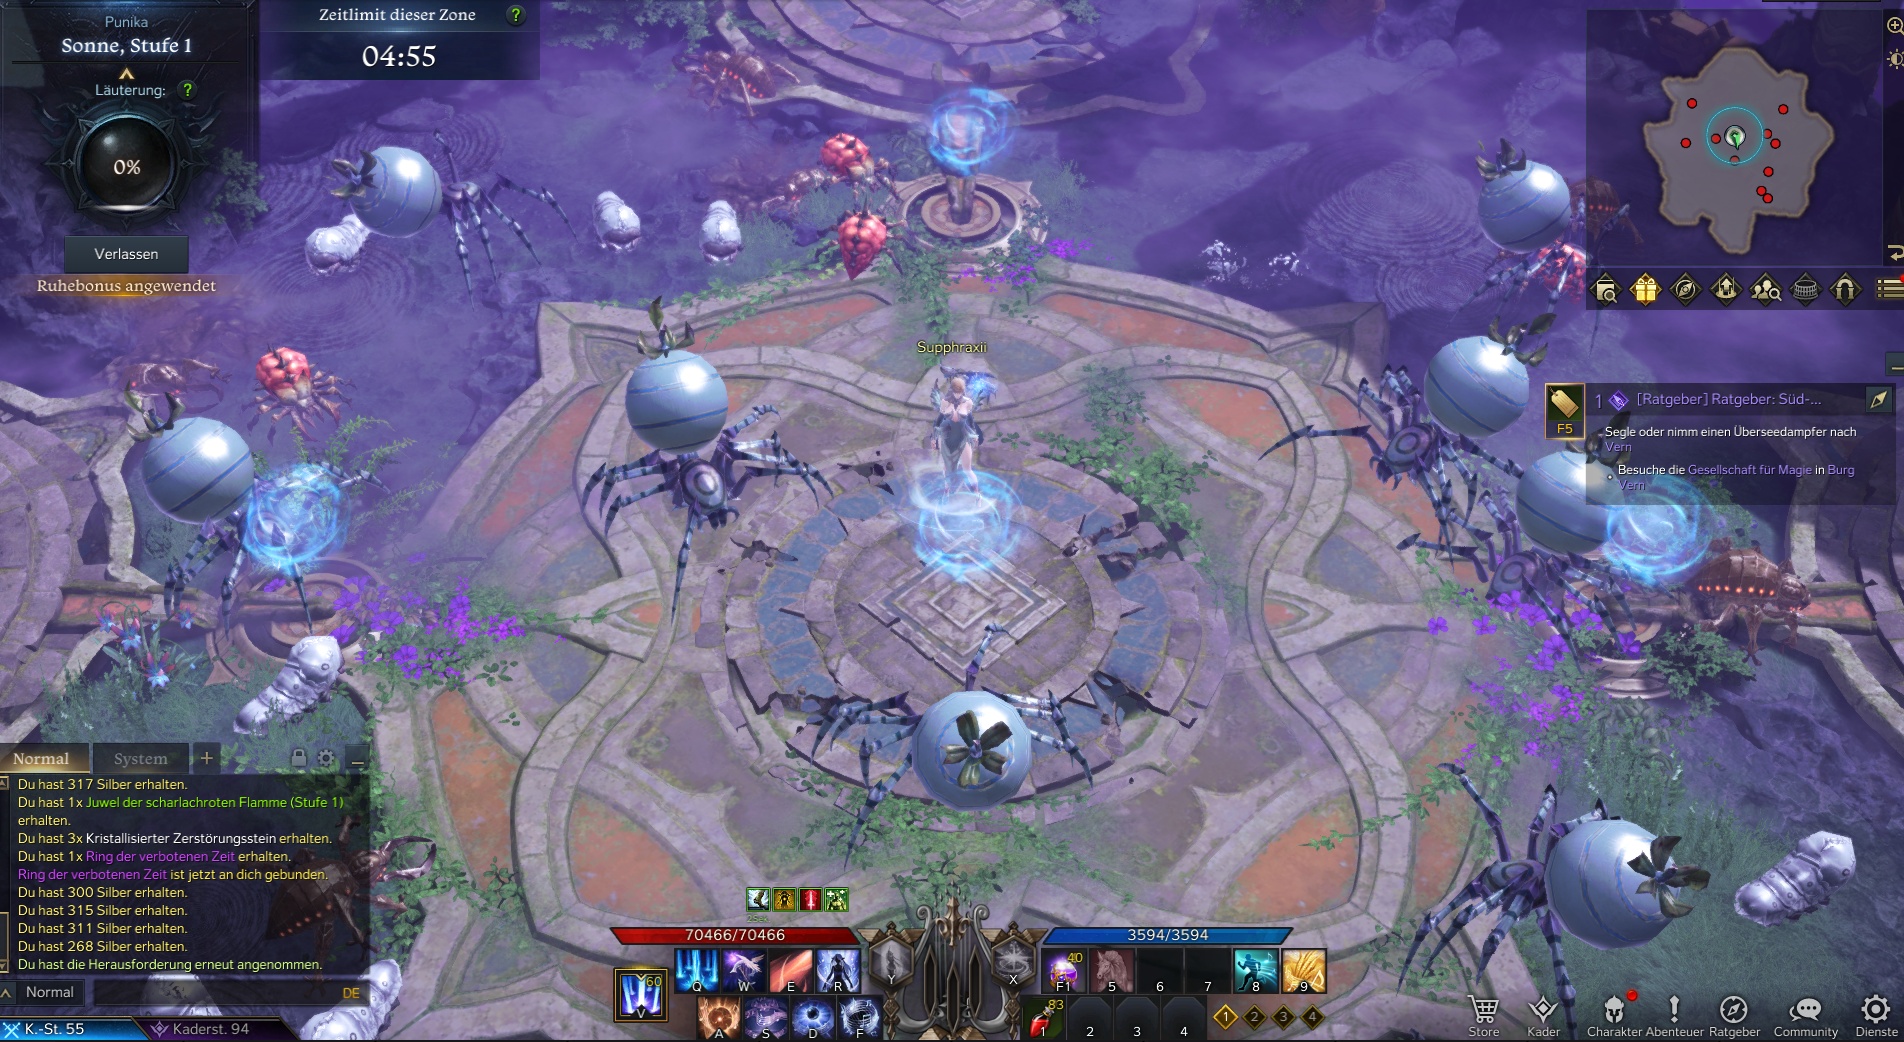 Punika
Sonne, Stufe 1
Läuterung: ?
0%
Verlassen
Ruhebonus angewendet
Zeitlimit dieser Zone ?
04:55
Supphraxii
F5
1 [Ratgeber] Ratgeber: Süd-...
Segle oder nimm einen Überseedampfer nach
Vern
Besuche die Gesellschaft für Magie in Burg
Vern
Normal System +
Du hast 317 Silber erhalten.
Du hast 1x Juwel der scharlachroten Flamme (Stufe 1)
erhalten.
Du hast 3x Kristallisierter Zerstörungsstein erhalten.
Du hast 1x Ring der verbotenen Zeit erhalten.
Ring der verbotenen Zeit ist jetzt an dich gebunden.
Du hast 300 Silber erhalten.
Du hast 315 Silber erhalten.
Du hast 311 Silber erhalten.
Du hast 268 Silber erhalten.
Du hast die Herausforderung erneut angenommen.
Normal DE
K.-St. 55 Kaderst. 94
70466/70466 3594/3594
60 V
Q W E R
A S D F
Y X
40
F1 5 6 7 8 F9
83
1 2 3 4
1 2 3 4
Store Kader Charakter Abenteuer Ratgeber Community Dienste